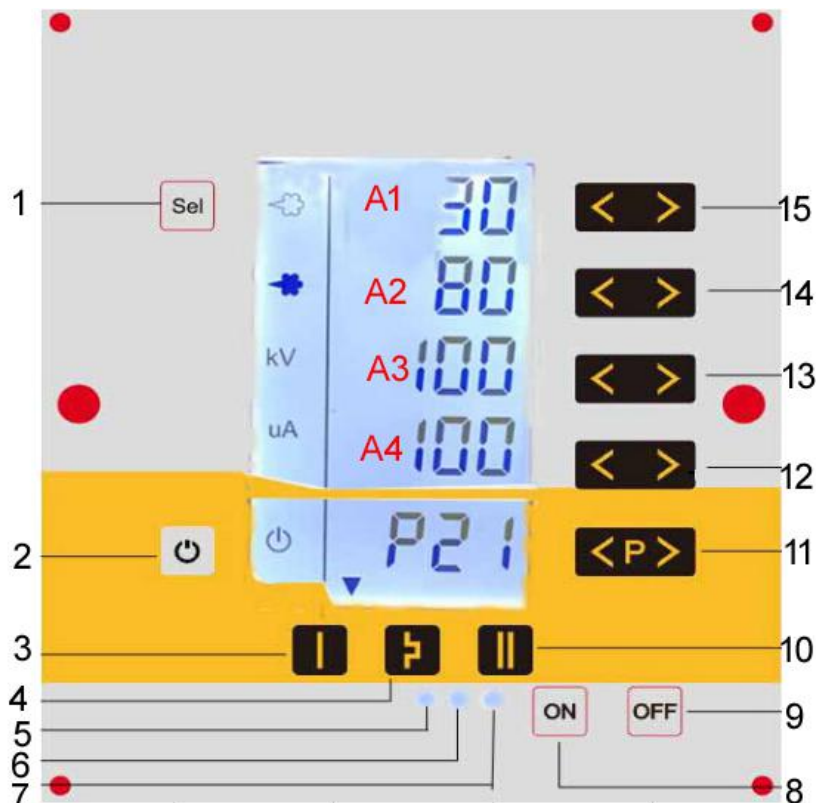 1 Sel A1 30 < > 15
A2 80 < > 14
kV A3 100 < > 13
uA A4 100 < > 12
2 P21 < P > 11
3 10
4 ON OFF 9
5
6
7 8